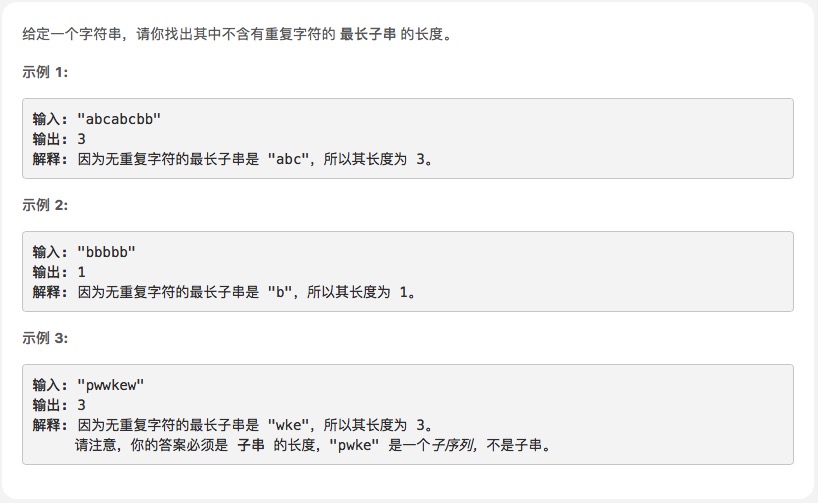 给定一个字符串，请你找出其中不含有重复字符的 最长子串 的长度。
示例 1:
输入: "abcabcbb"
输出: 3
解释: 因为无重复字符的最长子串是 "abc"，所以其长度为 3。
示例 2:
输入: "bbbbb"
输出: 1
解释: 因为无重复字符的最长子串是 "b"，所以其长度为 1。
示例 3:
输入: "pwwkew"
输出: 3
解释: 因为无重复字符的最长子串是 "wke"，所以其长度为 3。
请注意，你的答案必须是 子串 的长度，"pwke" 是一个子序列，不是子串。